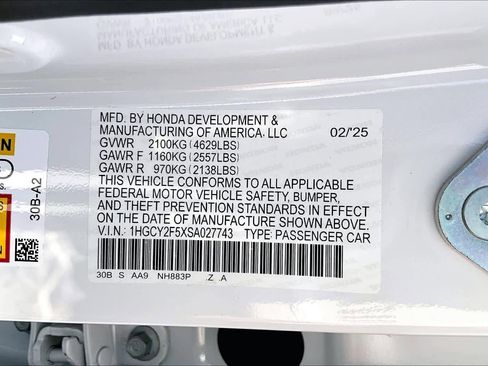 MFD. BY HONDA DEVELOPMENT &
MANUFACTURING OF AMERICA, LLC 02/'25
GVWR 2100KG (4629LBS)
GAWR F 1160KG (2557LBS)
GAWR R 970KG (2138LBS)
THIS VEHICLE CONFORMS TO ALL APPLICABLE
FEDERAL MOTOR VEHICLE SAFETY, BUMPER,
AND THEFT PREVENTION STANDARDS IN EFFECT
ON THE DATE OF MANUFACTURE SHOWN ABOVE.
V.I.N.: 1HGCY2F5XSA027743 TYPE: PASSENGER CAR
30B S AA9 NH883P .Z .A
30B-A2